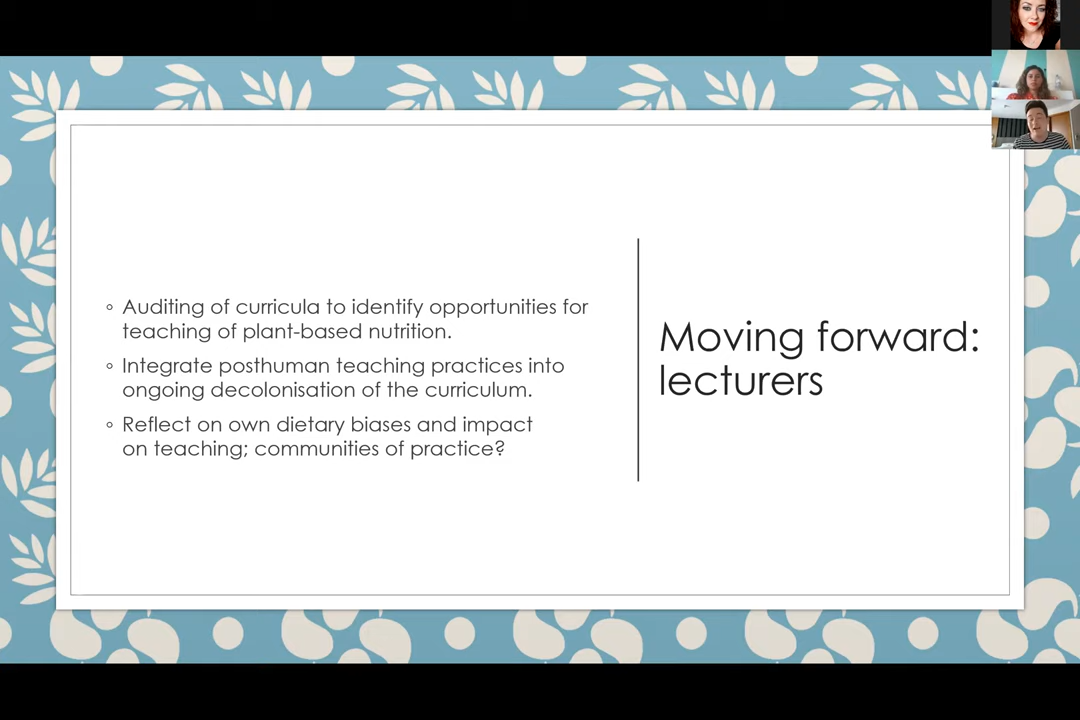 ◦ Auditing of curricula to identify opportunities for
teaching of plant-based nutrition.
◦ Integrate posthuman teaching practices into
ongoing decolonisation of the curriculum.
◦ Reflect on own dietary biases and impact
on teaching; communities of practice?
Moving forward:
lecturers